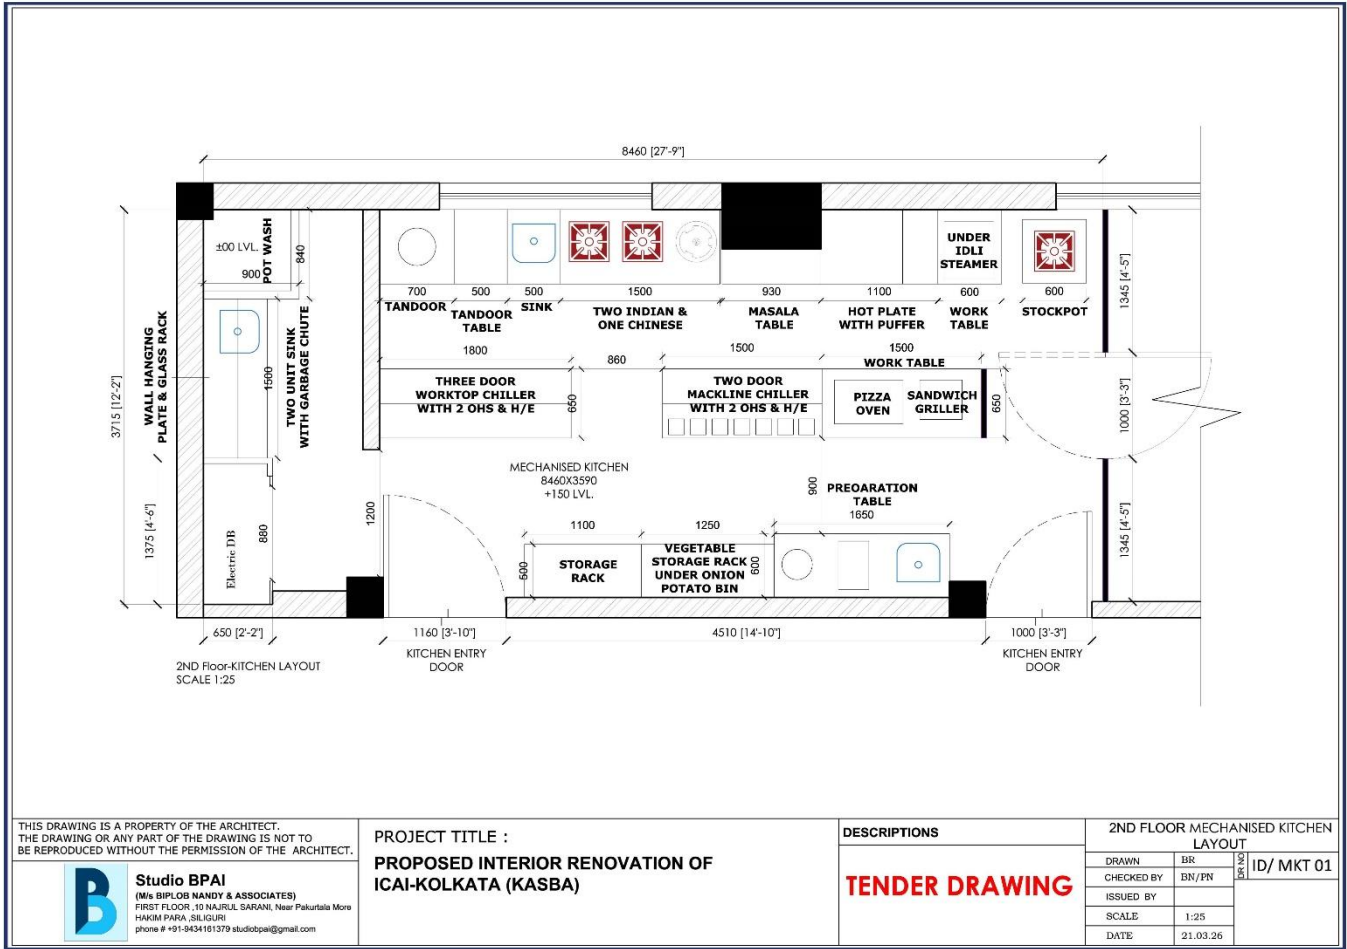 8460 [27'-9"]
±00 LVL.
900
POT WASH
840
UNDER
IDLI
STEAMER
700
500
500
1500
930
1100
600
600
TANDOOR
TANDOOR
TABLE
SINK
TWO INDIAN &
ONE CHINESE
MASALA
TABLE
HOT PLATE
WITH PUFFER
WORK
TABLE
STOCKPOT
1345 [4'-5"]
3715 [12'-2"]
WALL HANGING
PLATE & GLASS RACK
1500
TWO UNIT SINK
WITH GARBAGE CHUTE
1800
860
1500
1500
WORK TABLE
THREE DOOR
WORKTOP CHILLER
WITH 2 OHS & H/E
650
TWO DOOR
MACKLINE CHILLER
WITH 2 OHS & H/E
PIZZA
OVEN
SANDWICH
GRILLER
650
1000 [3'-3"]
MECHANISED KITCHEN
8460X3590
+150 LVL.
900
PREOARATION
TABLE
1650
1375 [4'-6"]
Electric DB
880
1200
1100
1250
500
STORAGE
RACK
VEGETABLE
STORAGE RACK
UNDER ONION
POTATO BIN
600
1345 [4'-5"]
650 [2'-2"]
1160 [3'-10"]
4510 [14'-10"]
1000 [3'-3"]
KITCHEN ENTRY
DOOR
KITCHEN ENTRY
DOOR
2ND Floor-KITCHEN LAYOUT
SCALE 1:25
THIS DRAWING IS A PROPERTY OF THE ARCHITECT.
THE DRAWING OR ANY PART OF THE DRAWING IS NOT TO
BE REPRODUCED WITHOUT THE PERMISSION OF THE ARCHITECT.
Studio BPAI
(M/s BIPLOB NANDY & ASSOCIATES)
FIRST FLOOR ,10 NAJRUL SARANI, Near Pakurtala More
HAKIM PARA ,SILIGURI
phone # +91-9434161379 studiobpai@gmail.com
PROJECT TITLE :
PROPOSED INTERIOR RENOVATION OF
ICAI-KOLKATA (KASBA)
DESCRIPTIONS
TENDER DRAWING
2ND FLOOR MECHANISED KITCHEN
LAYOUT
DRAWN BR
CHECKED BY BN/PN
ISSUED BY
SCALE 1:25
DATE 21.03.26
DR NO
ID/ MKT 01